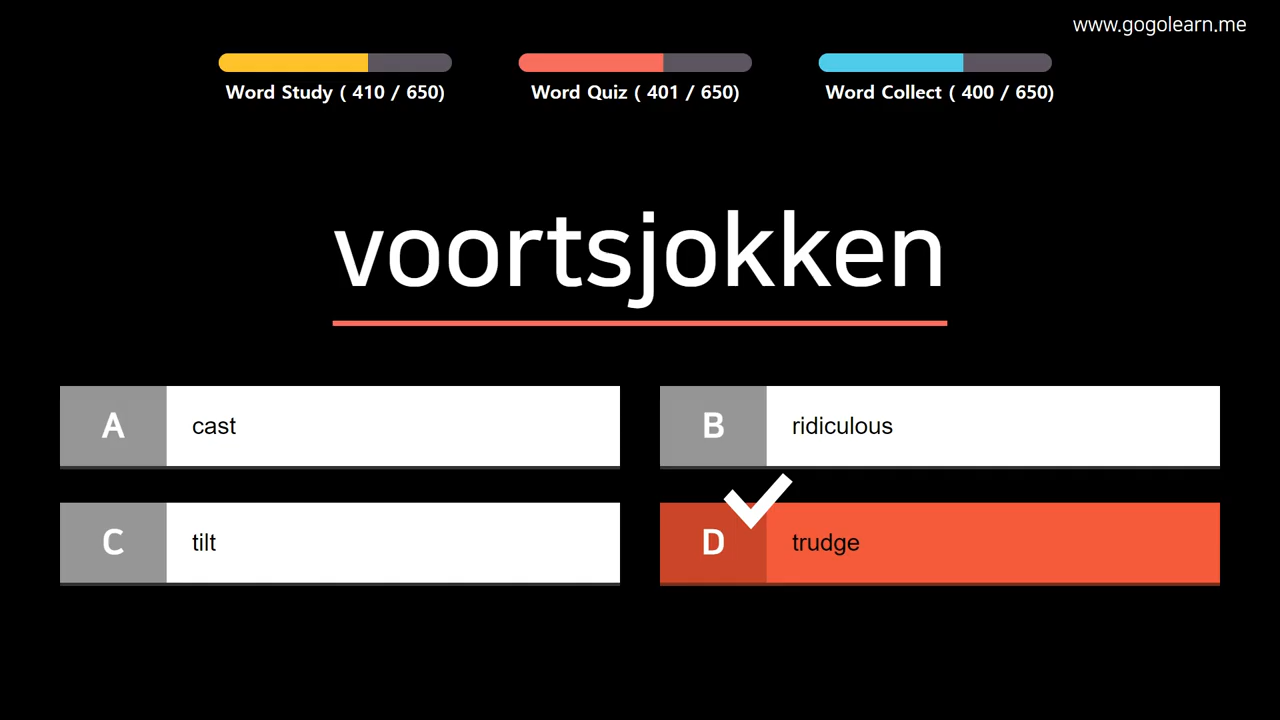 www.gogolearn.me
Word Study ( 410 / 650)
Word Quiz ( 401 / 650)
Word Collect ( 400 / 650)
voortsjokken
A cast
B ridiculous
C tilt
D trudge